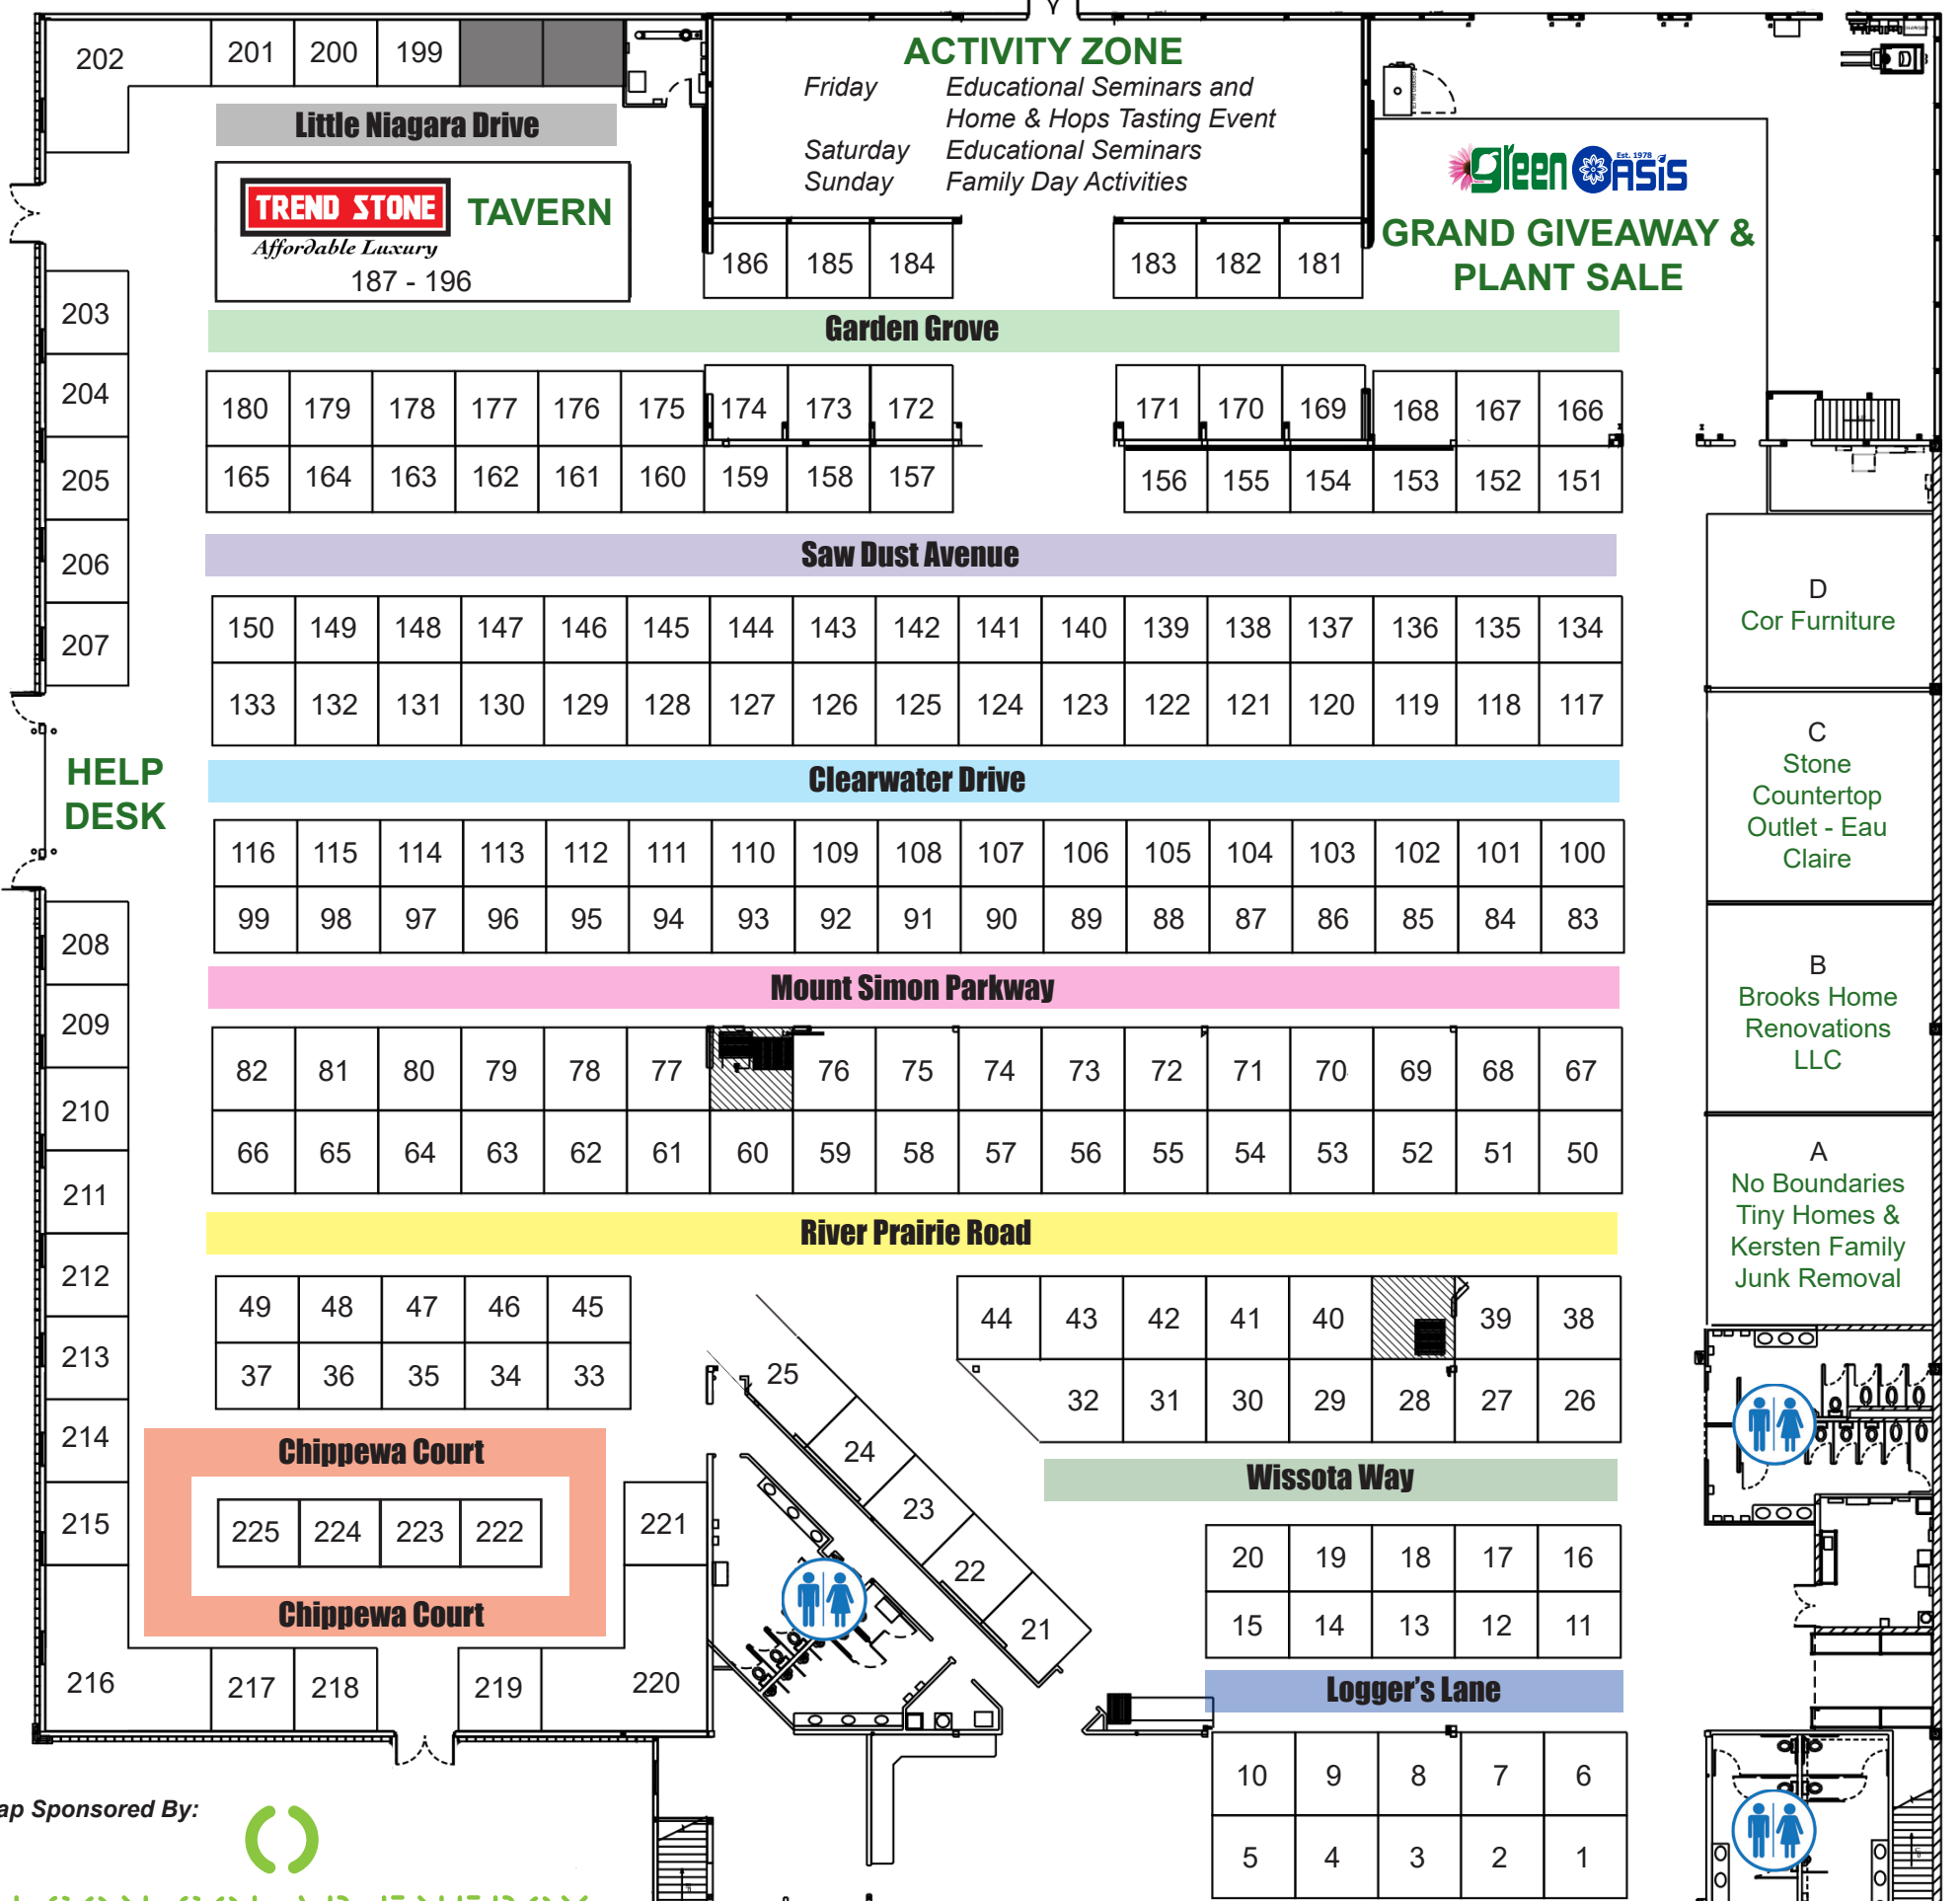 202 201 200 199
Little Niagara Drive
TREND STONE TAVERN
Affordable Luxury
187 - 196
ACTIVITY ZONE
Friday Educational Seminars and
Home & Hops Tasting Event
Saturday Educational Seminars
Sunday Family Day Activities
green OASIS
Est. 1978
GRAND GIVEAWAY &
PLANT SALE
186 185 184 183 182 181
203
Garden Grove
204
180 179 178 177 176 175 174 173 172 171 170 169 168 167 166
205
165 164 163 162 161 160 159 158 157 156 155 154 153 152 151
206
Saw Dust Avenue
207
150 149 148 147 146 145 144 143 142 141 140 139 138 137 136 135 134
133 132 131 130 129 128 127 126 125 124 123 122 121 120 119 118 117
D
Cor Furniture
HELP
DESK
Clearwater Drive
C
Stone
Countertop
Outlet - Eau
Claire
116 115 114 113 112 111 110 109 108 107 106 105 104 103 102 101 100
99 98 97 96 95 94 93 92 91 90 89 88 87 86 85 84 83
208
209
Mount Simon Parkway
B
Brooks Home
Renovations
LLC
82 81 80 79 78 77 76 75 74 73 72 71 70 69 68 67
210
66 65 64 63 62 61 60 59 58 57 56 55 54 53 52 51 50
211
A
No Boundaries
Tiny Homes &
Kersten Family
Junk Removal
River Prairie Road
212
49 48 47 46 45 44 43 42 41 40 39 38
213
37 36 35 34 33 32 31 30 29 28 27 26
214
25
24
23
22
21
Chippewa Court
Wissota Way
215
225 224 223 222 221
20 19 18 17 16
Chippewa Court
15 14 13 12 11
216 217 218 219 220
Logger's Lane
10 9 8 7 6
5 4 3 2 1
ap Sponsored By: